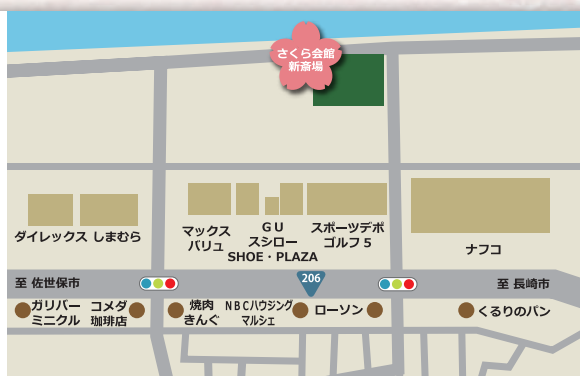 さくら会館
新斎場
ダイレックス
しまむら
マックス
バリュ
GU
スシロー
SHOE・PLAZA
スポーツデポ
ゴルフ5
ナフコ
至 佐世保市
206
至 長崎市
ガリバー
ミニクル
コメダ
珈琲店
焼肉
きんぐ
NBCハウジング
マルシェ
ローソン
くるりのパン